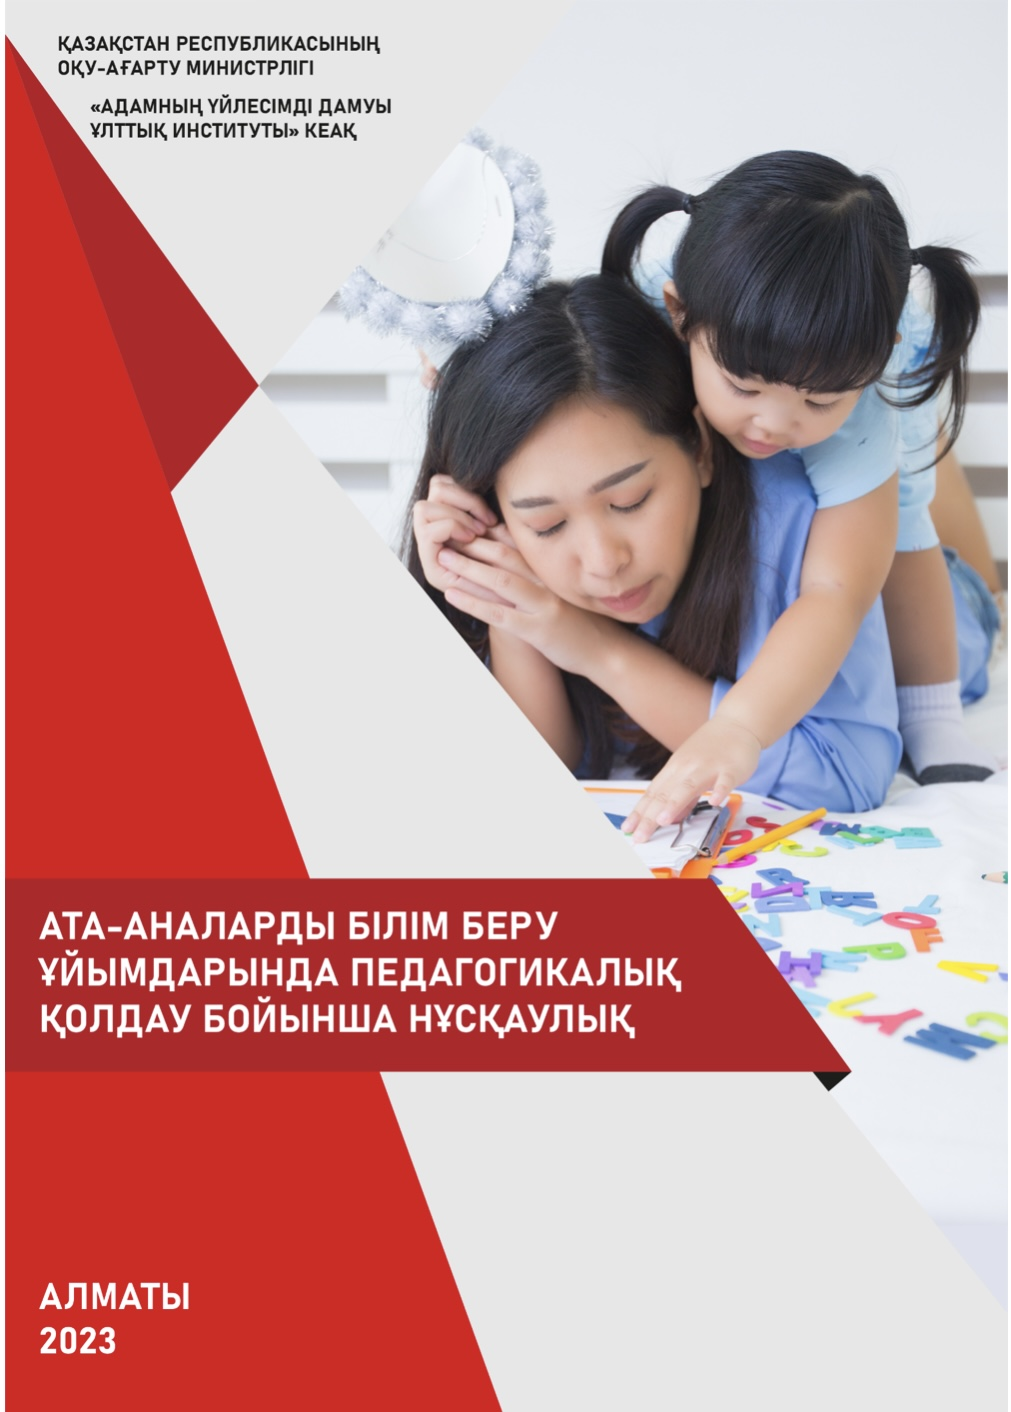 ҚАЗАҚСТАН РЕСПУБЛИКАСЫНЫҢ
ОҚУ-АҒАРТУ МИНИСТРЛІГІ
«АДАМНЫҢ ҮЙЛЕСІМДІ ДАМУЫ
ҰЛТТЫҚ ИНСТИТУТЫ» КЕАҚ
АТА-АНАЛАРДЫ БІЛІМ БЕРУ
ҰЙЫМДАРЫНДА ПЕДАГОГИКАЛЫҚ
ҚОЛДАУ БОЙЫНША НҰСҚАУЛЫҚ
АЛМАТЫ
2023